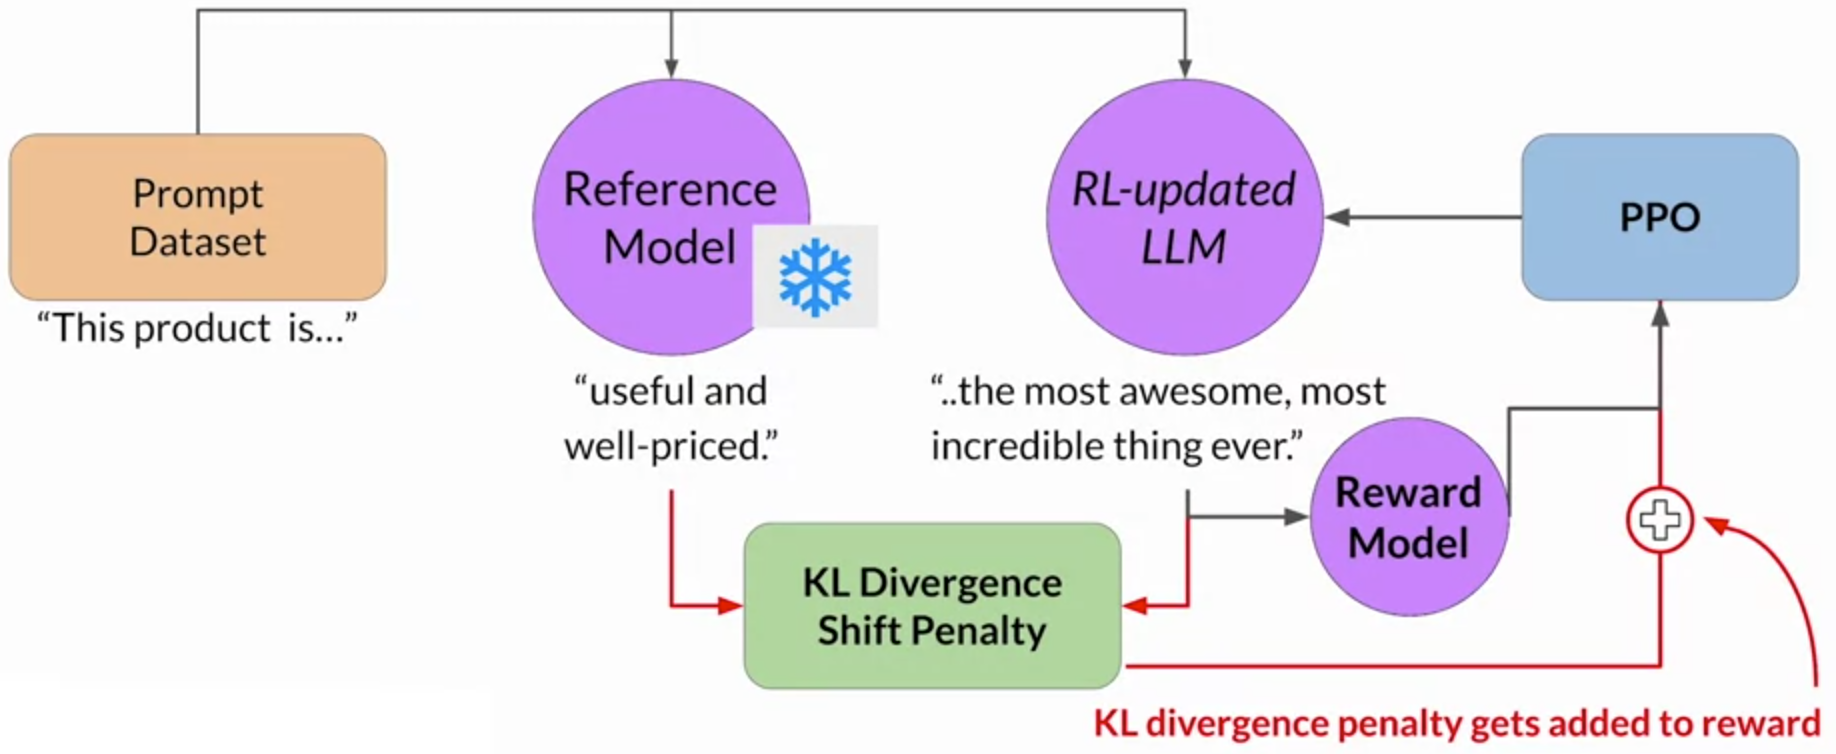 Prompt
Dataset
“This product is...”
Reference
Model
“useful and
well-priced.”
RL-updated
LLM
“..the most awesome, most
incredible thing ever.”
PPO
Reward
Model
KL Divergence
Shift Penalty
KL divergence penalty gets added to reward